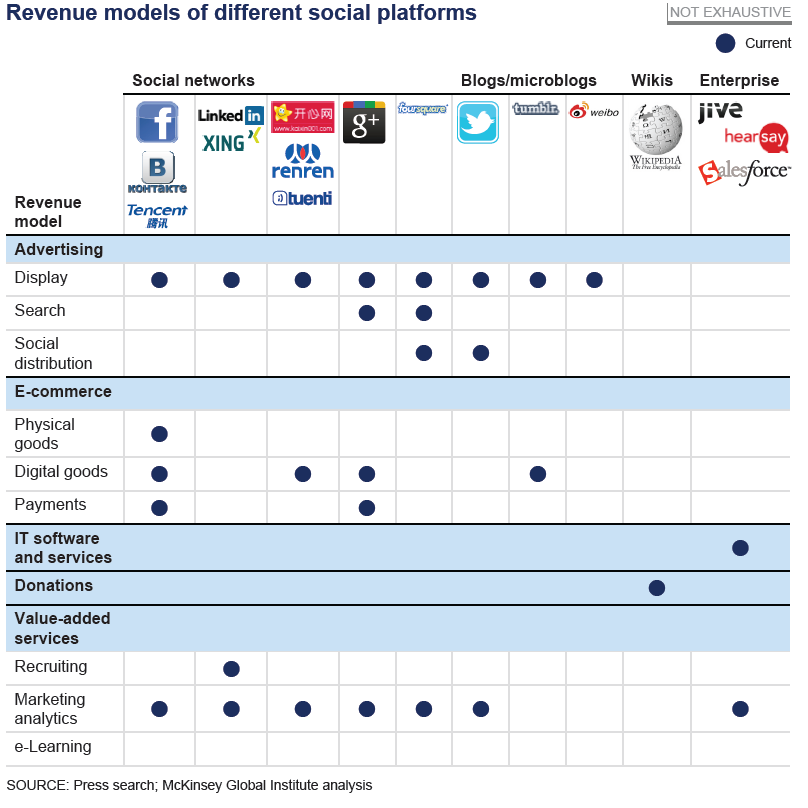 Revenue models of different social platforms
NOT EXHAUSTIVE
Current
Social networks
Blogs/microblogs
Wikis
Enterprise
Revenue
model
f
B
контакте
Tencent
腾讯
Linked in
XING
开心网
www.kaixin001.com
renren
tuenti
g+
foursquare
tumblr.
weibo
WIKIPEDIA
The Free Encyclopedia
jive
hearsay
salesforce
Advertising
Display
Search
Social
distribution
E-commerce
Physical
goods
Digital goods
Payments
IT software
and services
Donations
Value-added
services
Recruiting
Marketing
analytics
e-Learning
SOURCE: Press search; McKinsey Global Institute analysis